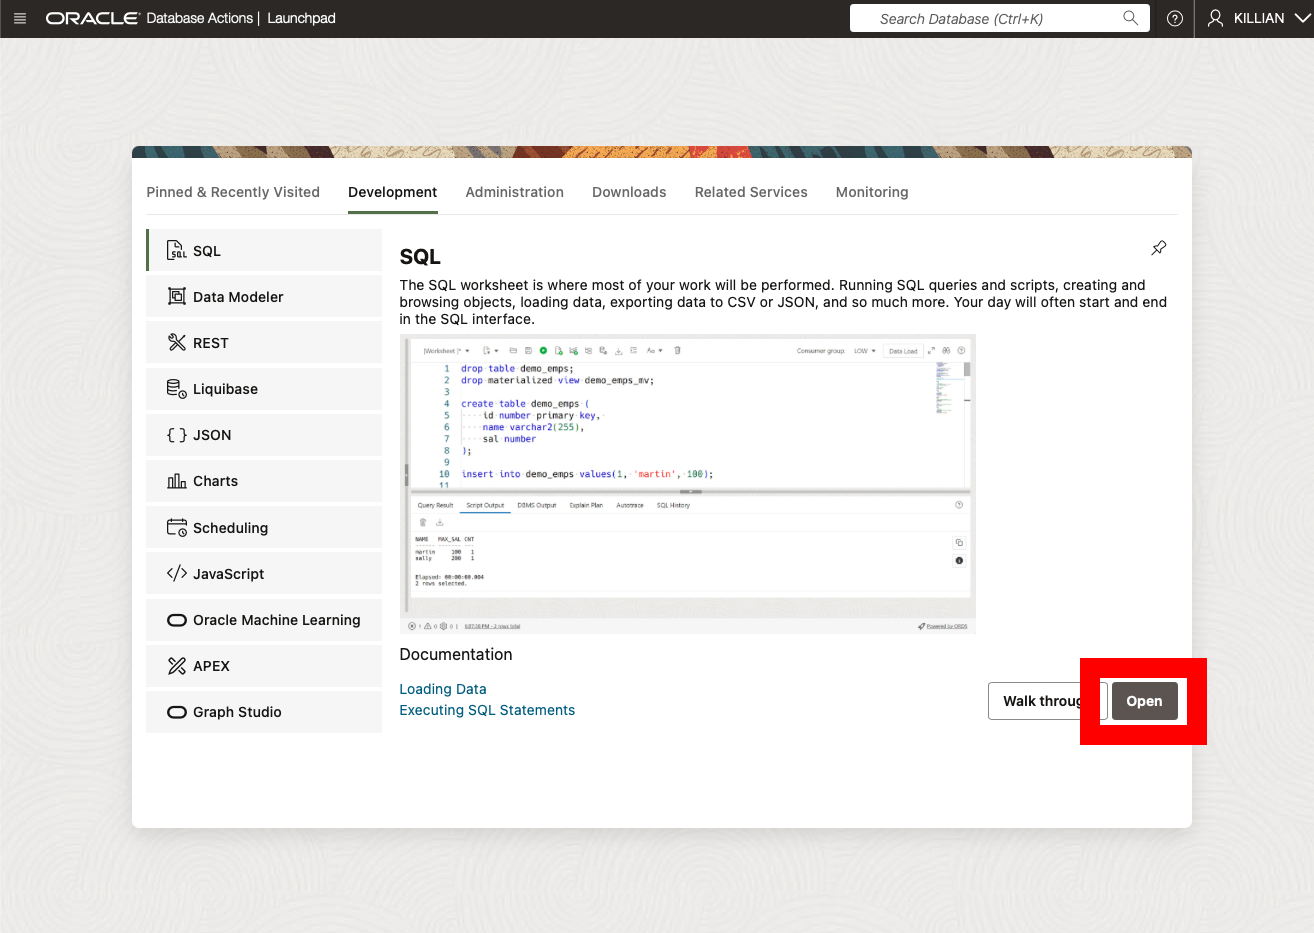 ORACLE Database Actions | Launchpad
Search Database (Ctrl+K)
KILLIAN
Pinned & Recently Visited
Development
Administration
Downloads
Related Services
Monitoring
SQL
Data Modeler
REST
Liquibase
{ } JSON
Charts
Scheduling
</> JavaScript
Oracle Machine Learning
APEX
Graph Studio
SQL
The SQL worksheet is where most of your work will be performed. Running SQL queries and scripts, creating and
browsing objects, loading data, exporting data to CSV or JSON, and so much more. Your day will often start and end
in the SQL interface.
[Worksheet]*
Aa
Consumer group: LOW
Data Load
1 drop table demo_emps;
2 drop materialized view demo_emps_mv;
3
4 create table demo_emps (
5 id number primary key,
6 name varchar2(255),
7 sal number
8 );
9
10 insert into demo_emps values(1, 'martin', 100);
11
Query Result
Script Output
DBMS Output
Explain Plan
Autotrace
SQL History
NAME MAX_SAL CNT
martin 100 1
sally 200 1
Elapsed: 00:00:00.004
2 rows selected.
Powered by ORDS
Documentation
Loading Data
Executing SQL Statements
Walk throug
Open